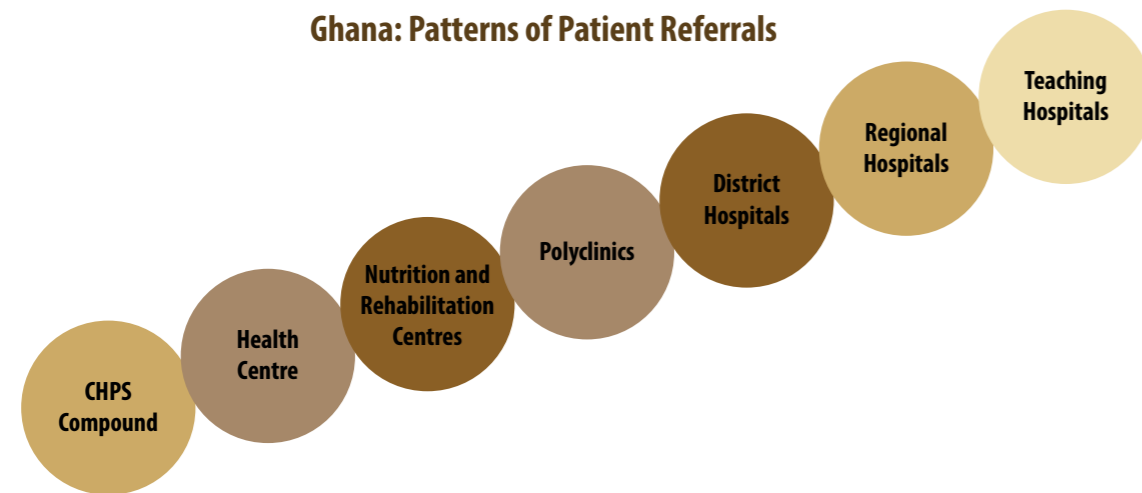 Ghana: Patterns of Patient Referrals
Teaching
Hospitals
Regional
Hospitals
District
Hospitals
Polyclinics
Nutrition and
Rehabilitation
Centres
Health
Centre
CHPS
Compound